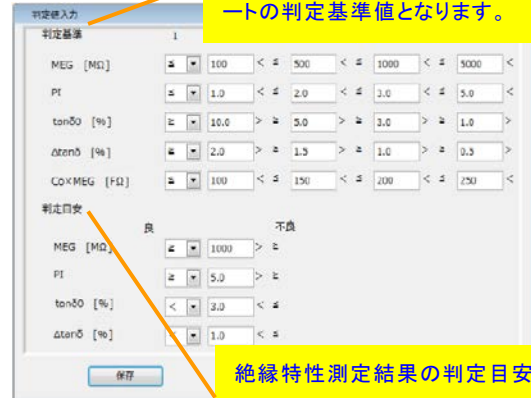 ートの判定基準値となります。
判定値入力
判定基準 1
MEG [MΩ] ≦ 100 < ≦ 500 < ≦ 1000 < ≦ 5000 <
PI ≦ 1.0 < ≦ 2.0 < ≦ 3.0 < ≦ 5.0 <
tanδ0 [%] ≧ 10.0 > ≧ 5.0 > ≧ 3.0 > ≧ 1.0 >
Δtanδ [%] ≧ 2.0 > ≧ 1.5 > ≧ 1.0 > ≧ 0.5 >
Co×MEG [FΩ] ≦ 100 < ≦ 150 < ≦ 200 < ≦ 250 <
判定目安
良 不良
MEG [MΩ] 1000 > ≧
PI ≧ 5.0 > ≧
tanδ0 [%] < 3.0 < ≦
Δtanδ [%] < 1.0 < ≦
保存
絶縁特性測定結果の判定目安